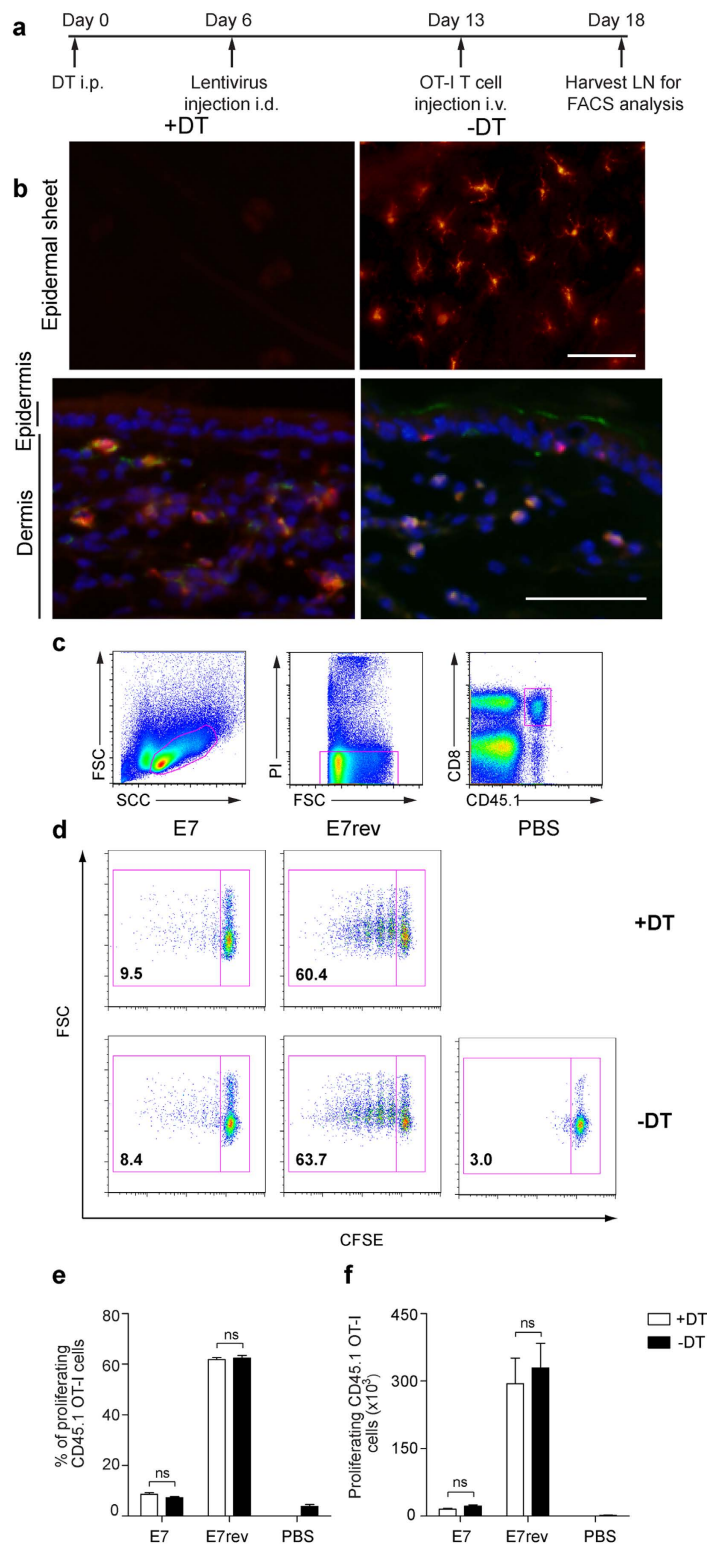 a
Day 0
Day 6
Day 13
Day 18
DT i.p.
Lentivirus
injection i.d.
OT-I T cell
injection i.v.
Harvest LN for
FACS analysis
+DT
-DT
b
Epidermal sheet
Epiderrmis
Dermis
c
FSC
SCC
PI
FSC
CD8
CD45.1
d
E7
E7rev
PBS
9.5
60.4
+DT
FSC
8.4
63.7
3.0
-DT
CFSE
e
% of proliferating
CD45.1 OT-I cells
80
60
40
20
0
ns
ns
E7
E7rev
PBS
f
Proliferating CD45.1 OT-I
cells (x10³)
450
300
150
0
ns
ns
E7
E7rev
PBS
+DT
-DT